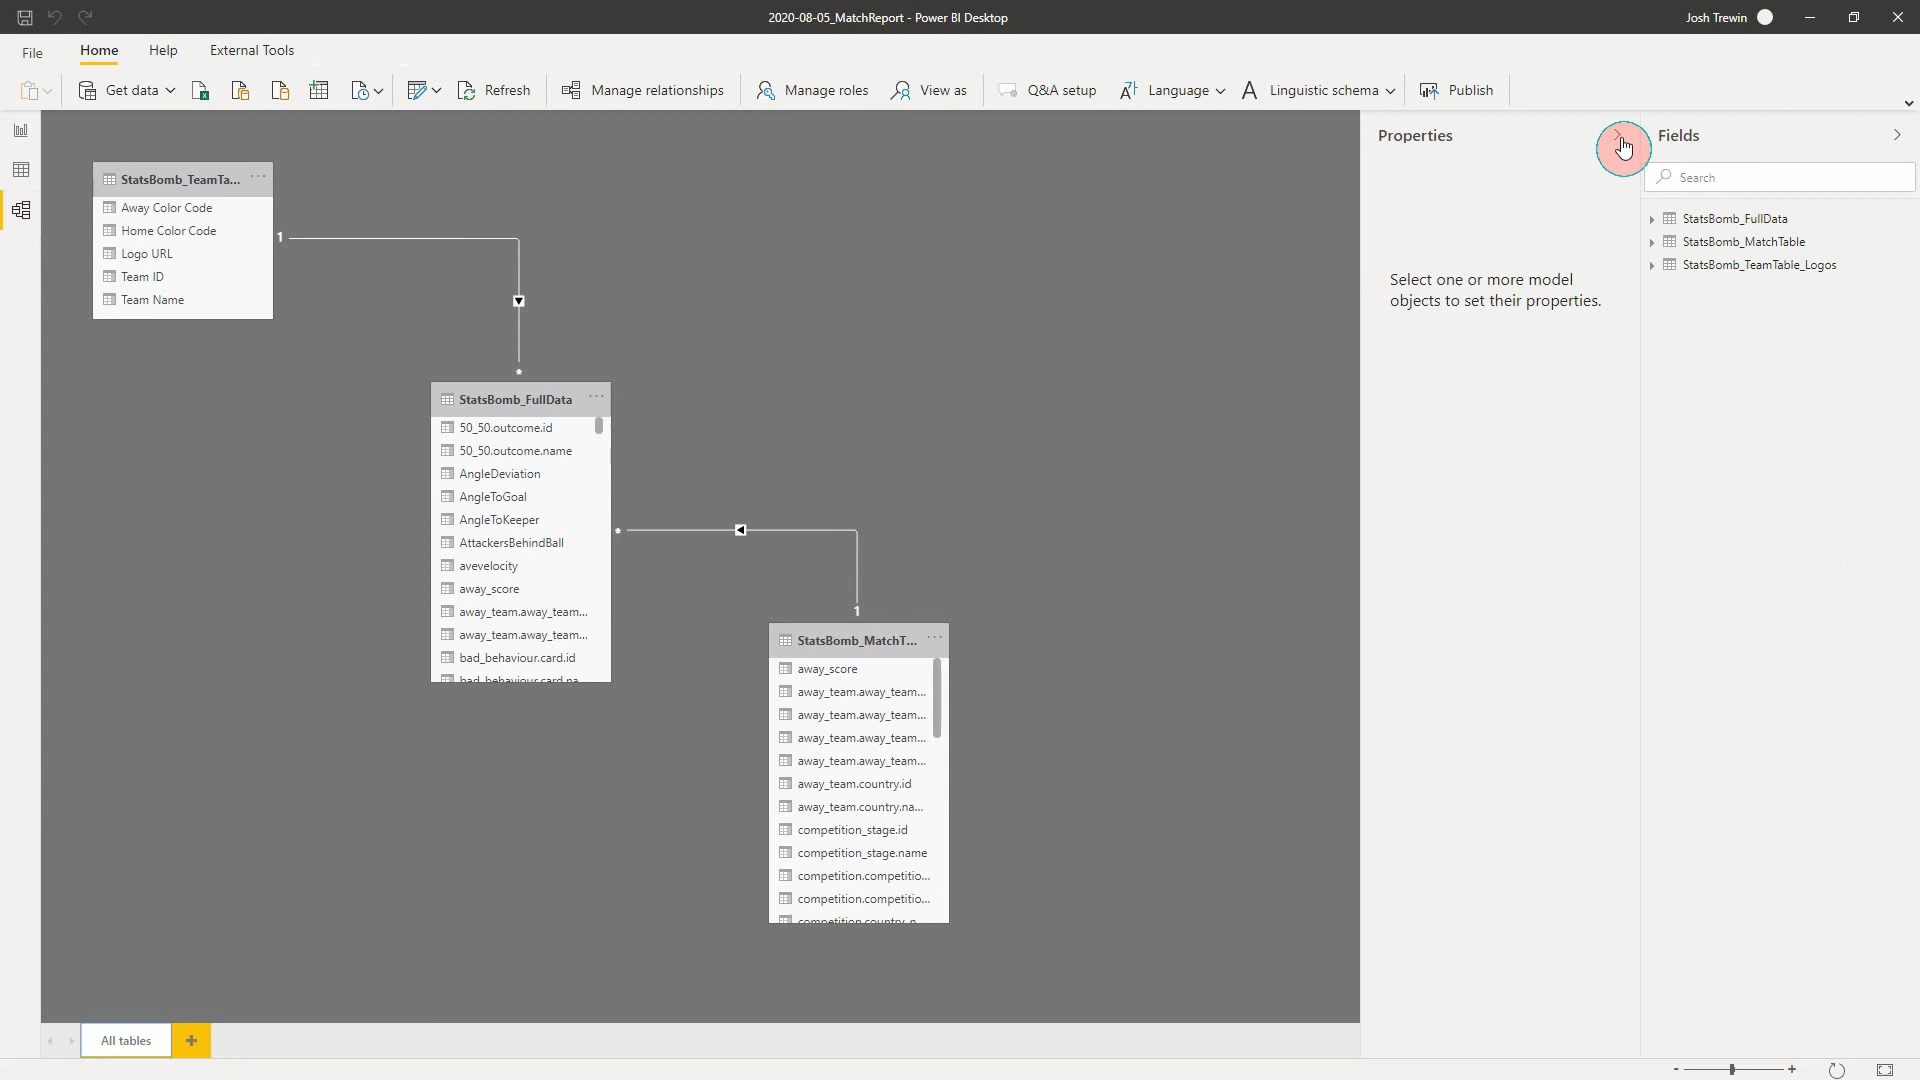 2020-08-05_MatchReport - Power BI Desktop
Josh Trewin
File
Home
Help
External Tools
Get data
Refresh
Manage relationships
Manage roles
View as
Q&A setup
Language
Linguistic schema
Publish
StatsBomb_TeamTa...
Away Color Code
Home Color Code
Logo URL
Team ID
Team Name
1
*
StatsBomb_FullData
50_50.outcome.id
50_50.outcome.name
AngleDeviation
AngleToGoal
AngleToKeeper
AttackersBehindBall
avevelocity
away_score
away_team.away_team...
away_team.away_team...
bad_behaviour.card.id
bad_behaviour.card.na...
*
1
StatsBomb_MatchT...
away_score
away_team.away_team...
away_team.away_team...
away_team.away_team...
away_team.away_team...
away_team.country.id
away_team.country.na...
competition_stage.id
competition_stage.name
competition.competitio...
competition.competitio...
competition.country_n...
Properties
Select one or more model
objects to set their properties.
Fields
Search
StatsBomb_FullData
StatsBomb_MatchTable
StatsBomb_TeamTable_Logos
All tables